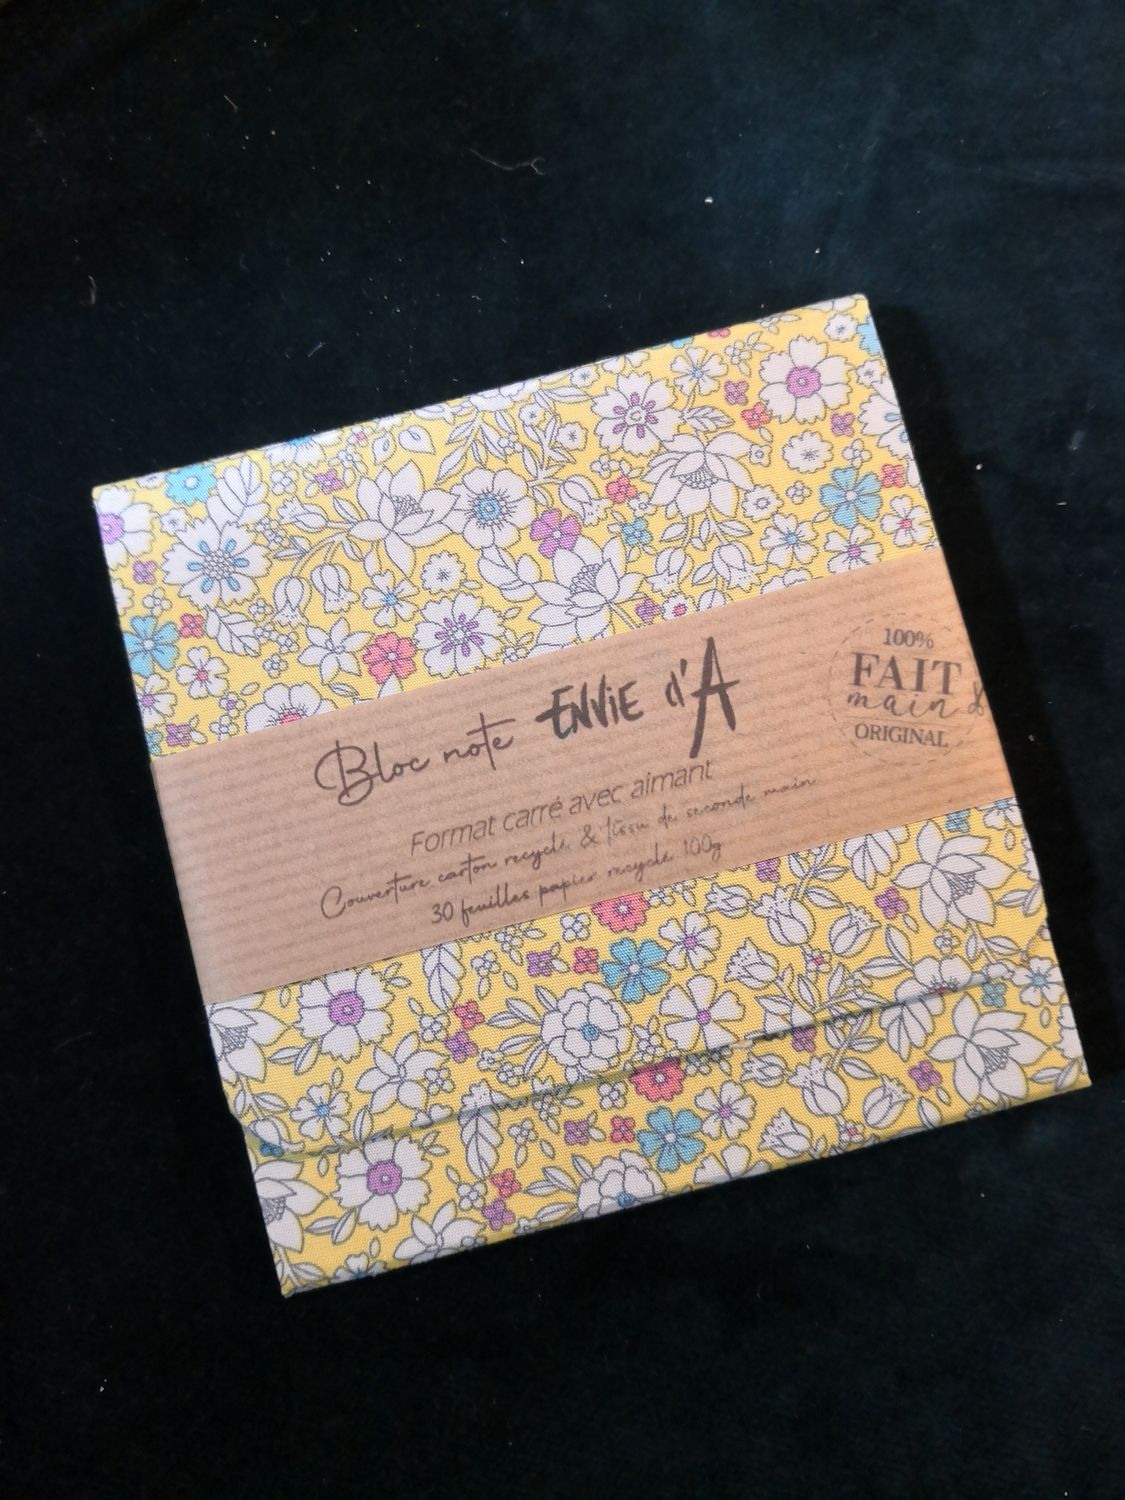 Bloc note ENViE d'A
Format carré avec aimant
Couverture carton recyclé & tissu de seconde main
30 feuilles papier recyclé 100g
100%
FAIT
main &
ORIGINAL